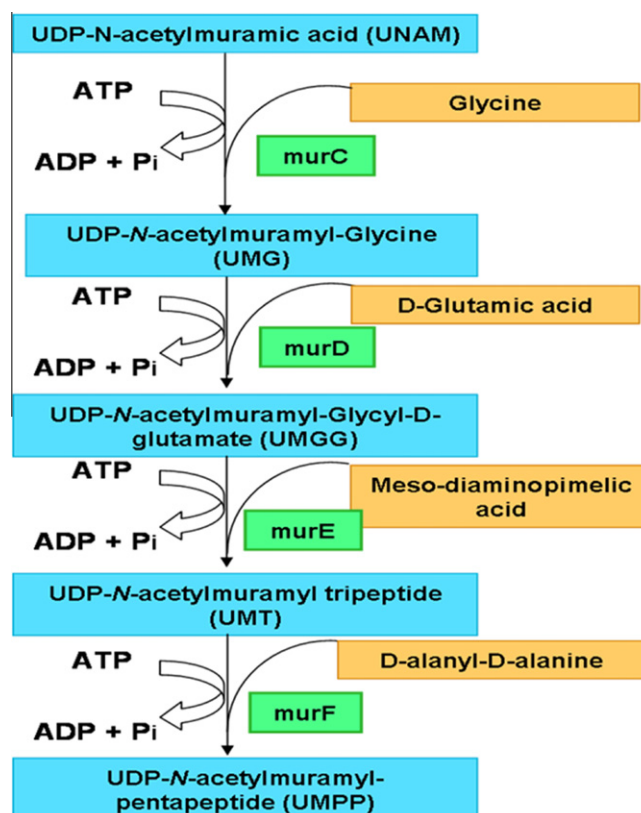 UDP-N-acetylmuramic acid (UNAM)
ATP
Glycine
ADP + Pi
murC
UDP-N-acetylmuramyl-Glycine
(UMG)
ATP
D-Glutamic acid
murD
ADP + Pi
UDP-N-acetylmuramyl-Glycyl-D-
glutamate (UMGG)
ATP
Meso-diaminopimelic
acid
murE
ADP + Pi
UDP-N-acetylmuramyl tripeptide
(UMT)
ATP
D-alanyl-D-alanine
murF
ADP + Pi
UDP-N-acetylmuramyl-
pentapeptide (UMPP)